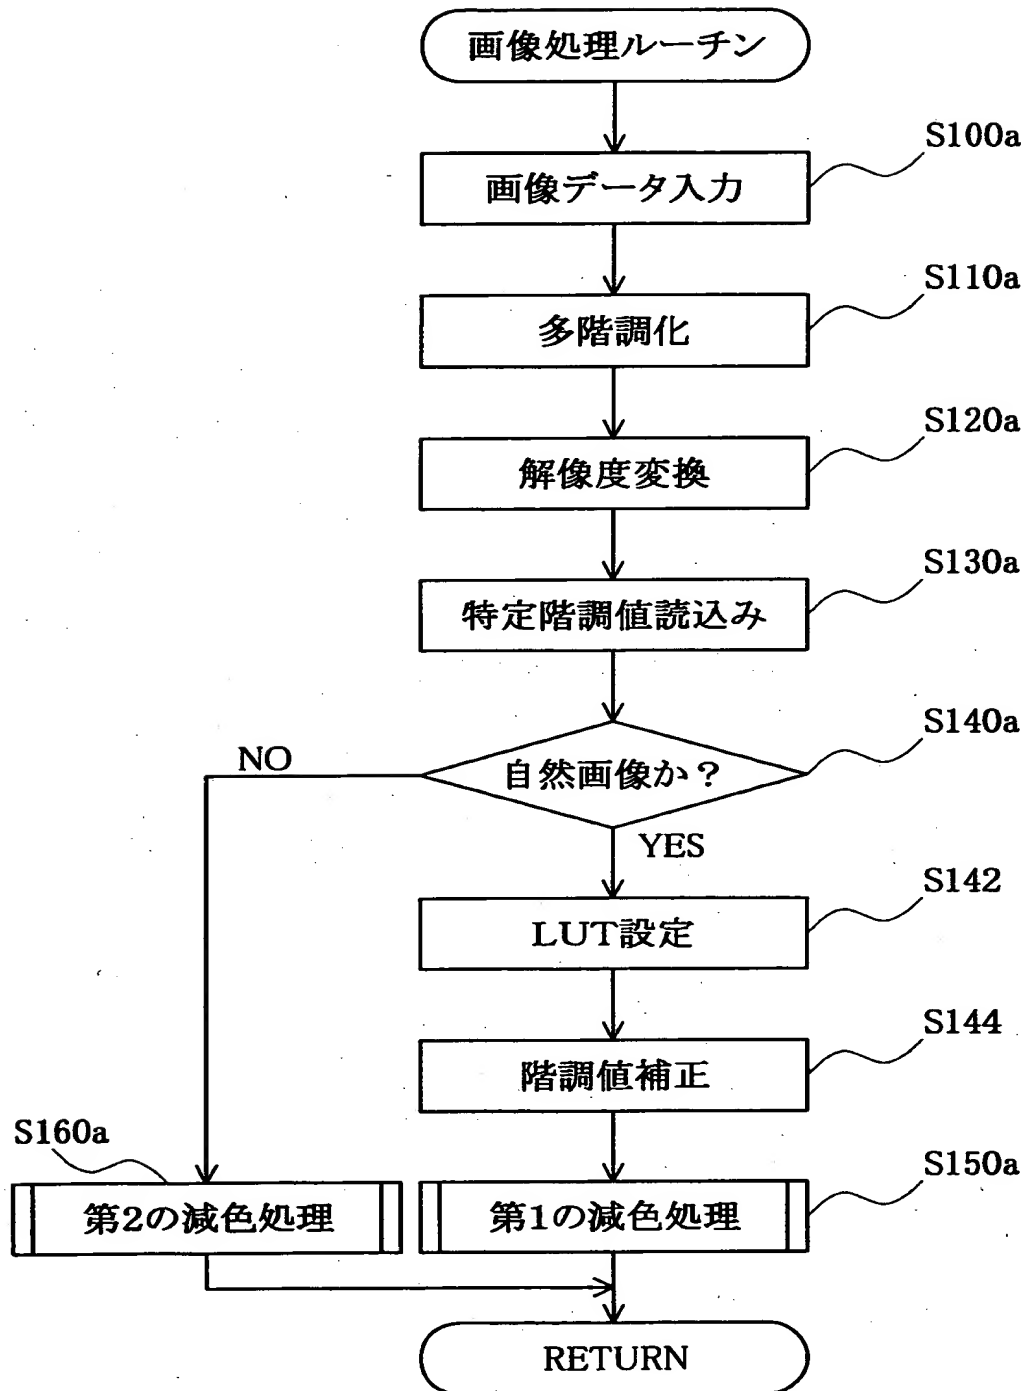 画像処理ルーチン
S100a
画像データ入力
S110a
多階調化
S120a
解像度変換
S130a
特定階調値読込み
S140a
NO
自然画像か？
YES
S142
LUT設定
S144
階調値補正
S160a
S150a
第2の減色処理
第1の減色処理
RETURN